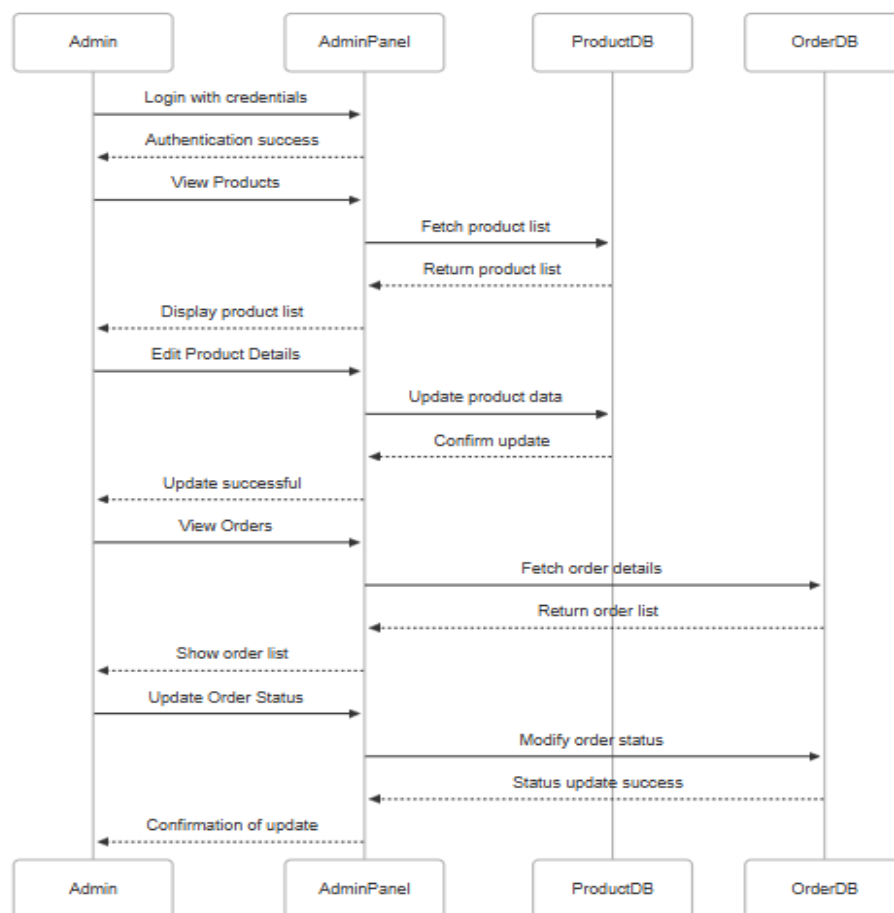 Admin
AdminPanel
ProductDB
OrderDB
Login with credentials
Authentication success
View Products
Fetch product list
Return product list
Display product list
Edit Product Details
Update product data
Confirm update
Update successful
View Orders
Fetch order details
Return order list
Show order list
Update Order Status
Modify order status
Status update success
Confirmation of update
Admin
AdminPanel
ProductDB
OrderDB